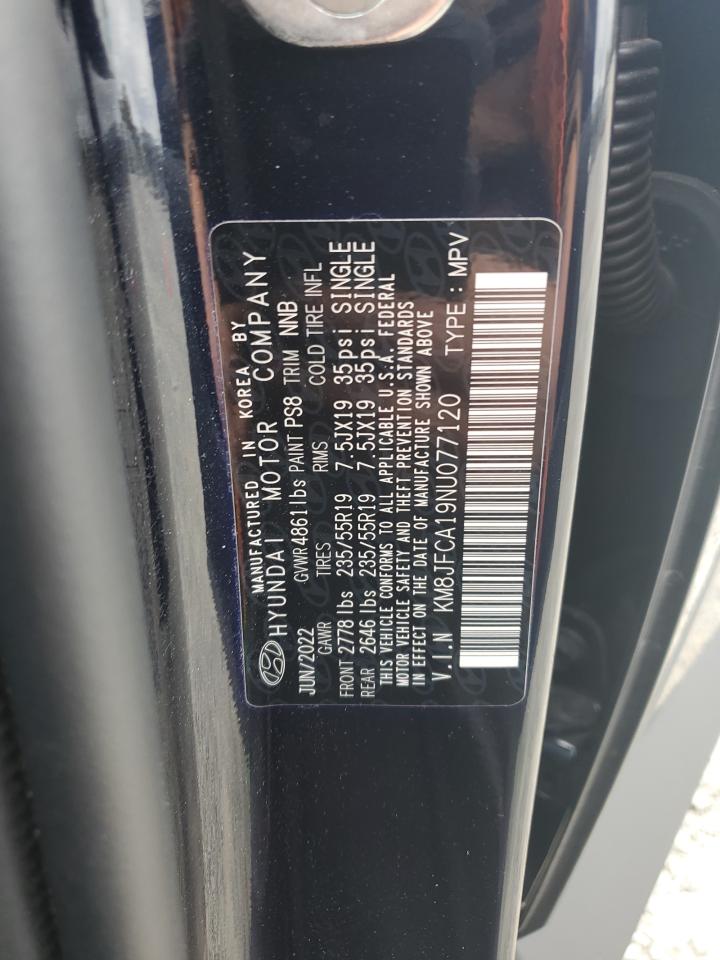 MANUFACTURED IN KOREA BY
HYUNDAI MOTOR COMPANY
JUN/2022 GVWR 4861 lbs PAINT PS8 TRIM NNB
GAWR TIRES RIMS COLD TIRE INFL
FRONT 2778 lbs 235/55R19 7.5JX19 35psi SINGLE
REAR 2646 lbs 235/55R19 7.5JX19 35psi SINGLE
THIS VEHICLE CONFORMS TO ALL APPLICABLE U.S.A. FEDERAL
MOTOR VEHICLE SAFETY AND THEFT PREVENTION STANDARDS
IN EFFECT ON THE DATE OF MANUFACTURE SHOWN ABOVE
V.I.N KM8JFCA19NU077120 TYPE : MPV